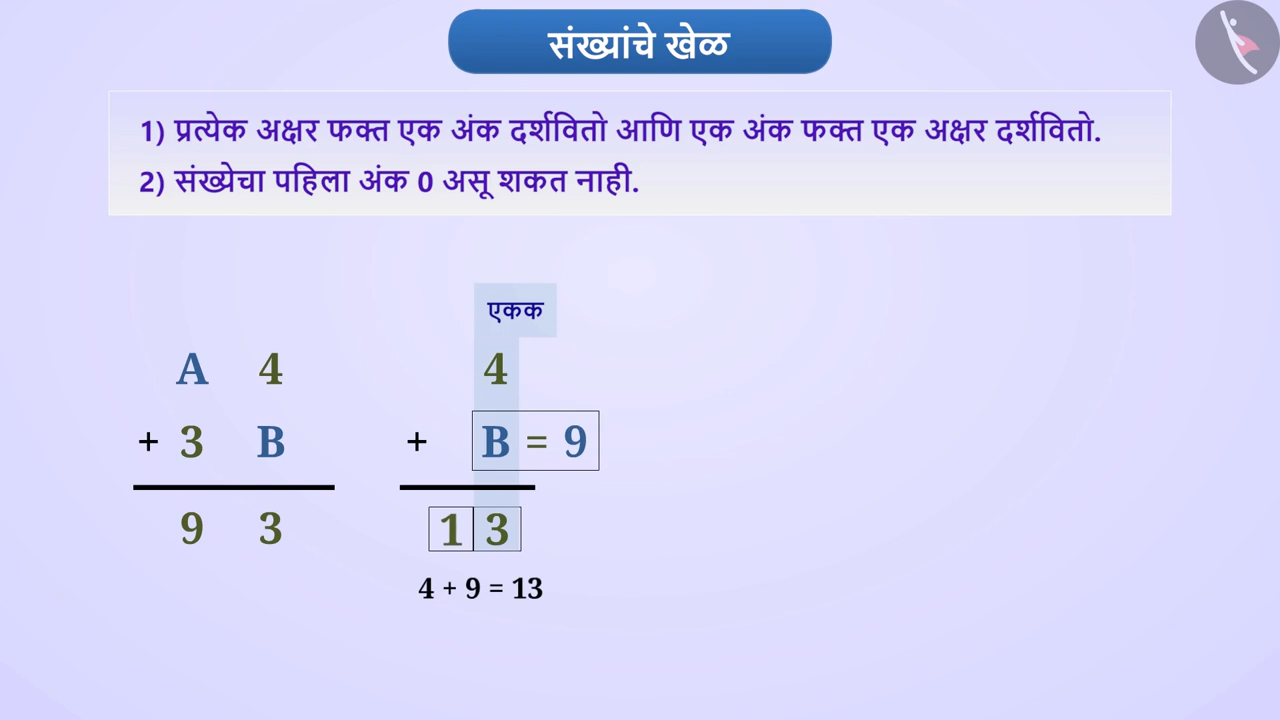 संख्यांचे खेळ
1) प्रत्येक अक्षर फक्त एक अंक दर्शवितो आणि एक अंक फक्त एक अक्षर दर्शवितो.
2) संख्येचा पहिला अंक 0 असू शकत नाही.
एकक
A 4
+ 3 B
9 3
4
+ B = 9
1 3
4 + 9 = 13